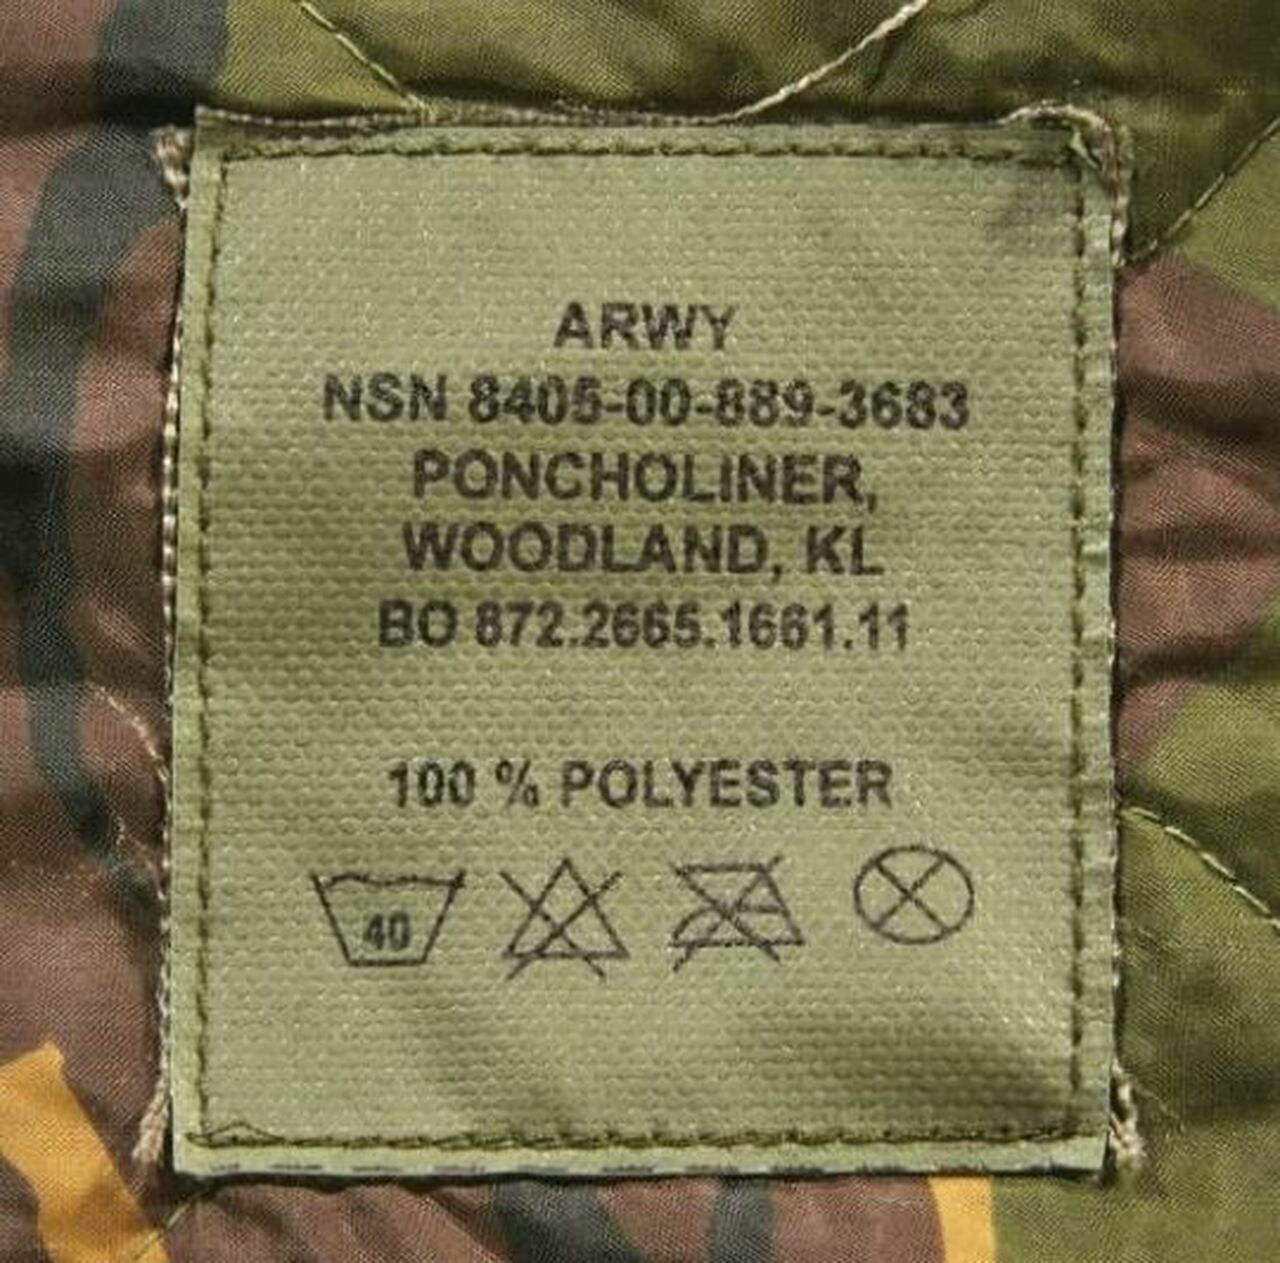 ARWY
NSN 8405-00-889-3683
PONCHOLINER,
WOODLAND, KL
BO 872.2665.1661.11
100 % POLYESTER
40